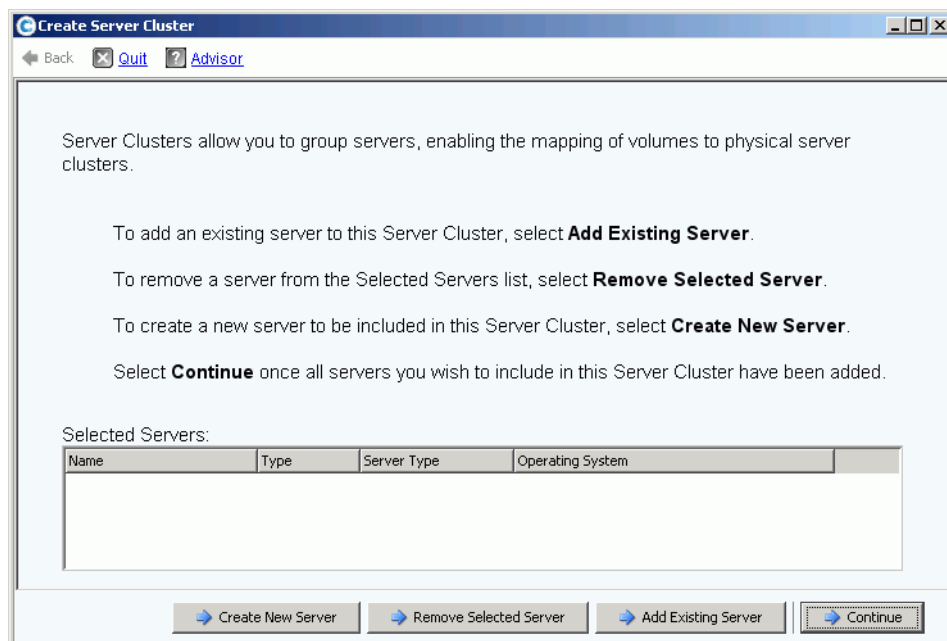 Create Server Cluster
Back Quit Advisor
Server Clusters allow you to group servers, enabling the mapping of volumes to physical server
clusters.
To add an existing server to this Server Cluster, select Add Existing Server.
To remove a server from the Selected Servers list, select Remove Selected Server.
To create a new server to be included in this Server Cluster, select Create New Server.
Select Continue once all servers you wish to include in this Server Cluster have been added.
Selected Servers:
Name Type Server Type Operating System
Create New Server Remove Selected Server Add Existing Server Continue